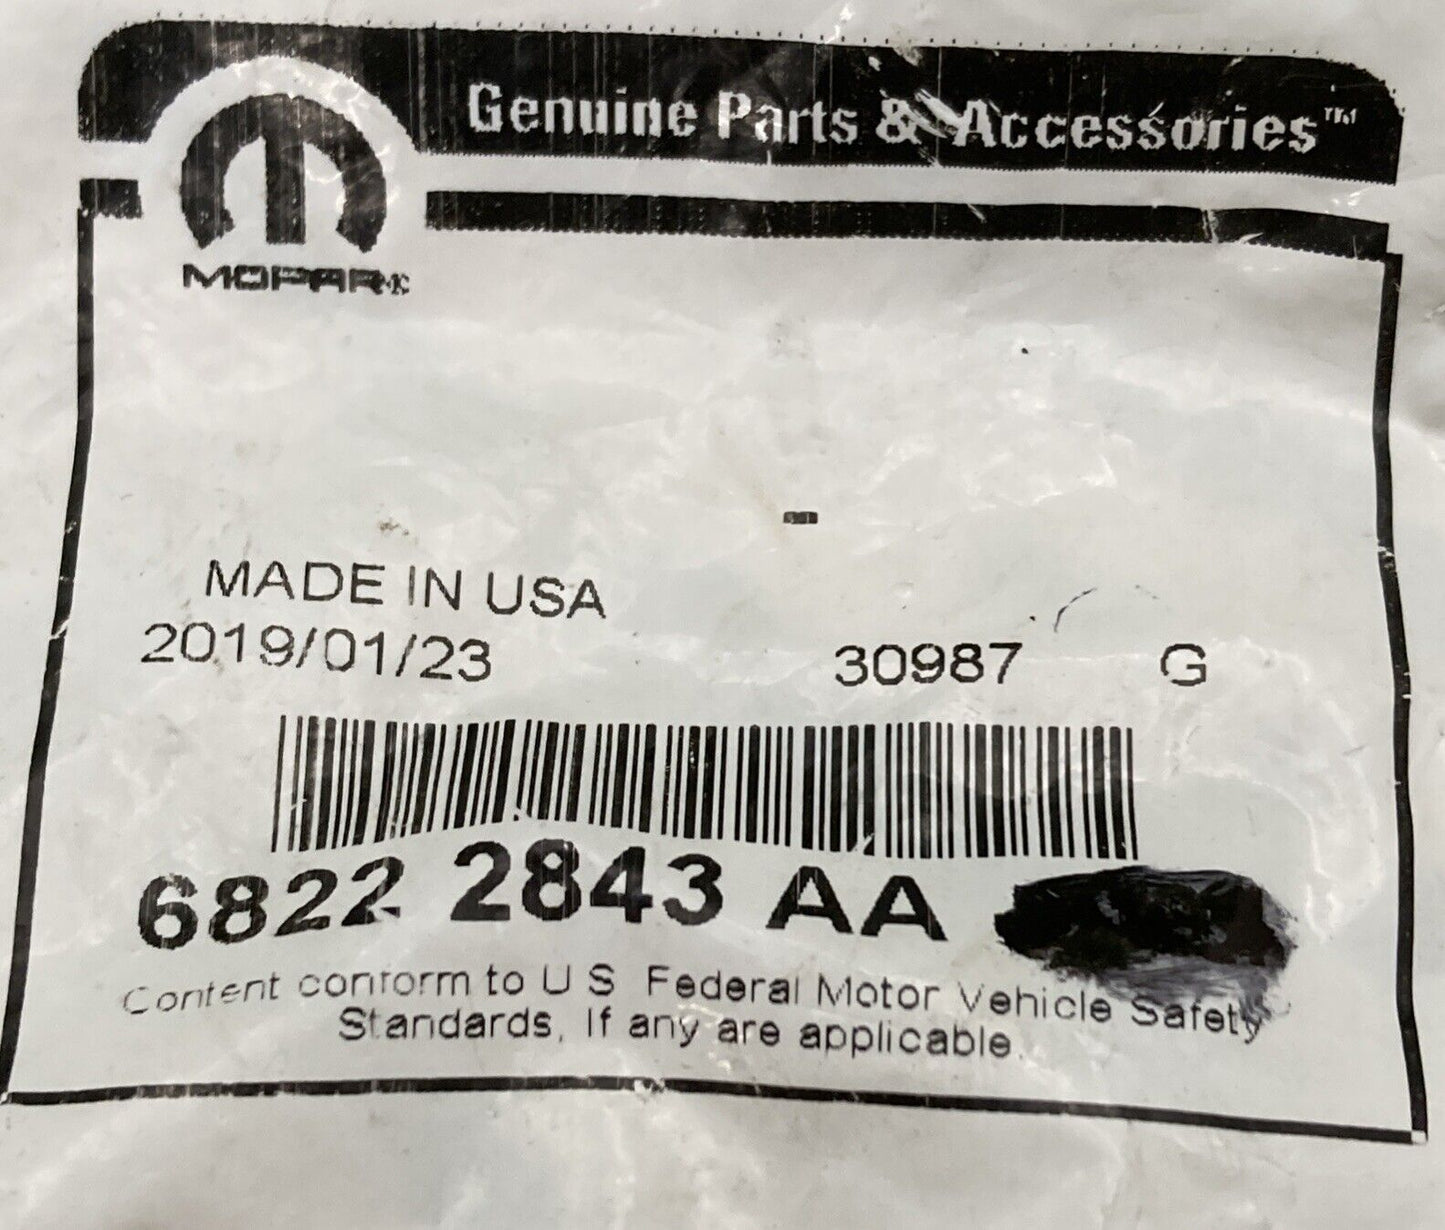 Genuine Parts & Accessories™
MOPAR®
-
MADE IN USA
2019/01/23 30987 G
6822 2843 AA
Content conform to U S Federal Motor Vehicle Safety
Standards, If any are applicable.